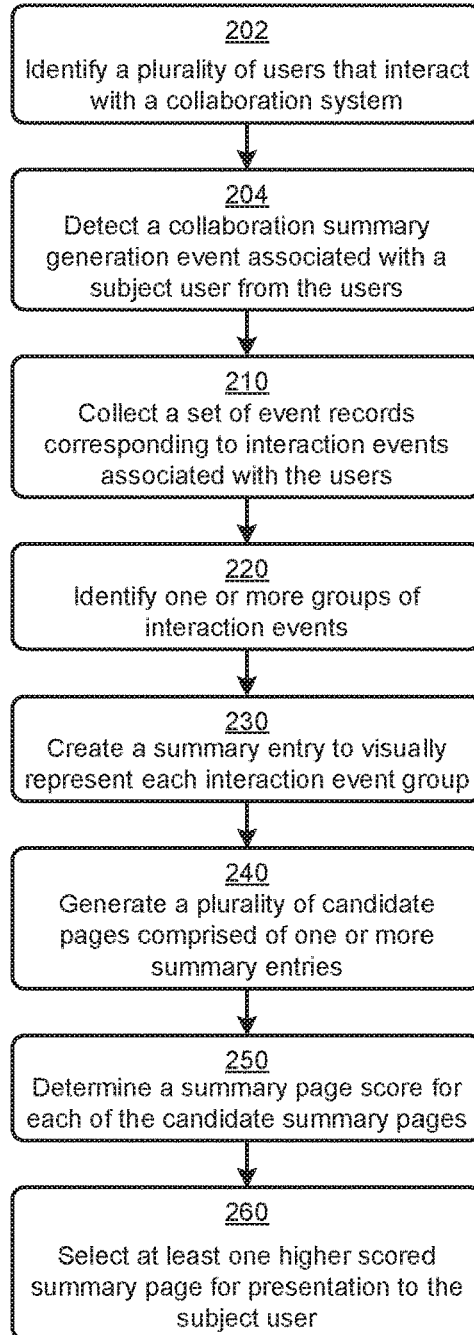 202
Identify a plurality of users that interact
with a collaboration system
204
Detect a collaboration summary
generation event associated with a
subject user from the users
210
Collect a set of event records
corresponding to interaction events
associated with the users
220
Identify one or more groups of
interaction events
230
Create a summary entry to visually
represent each interaction event group
240
Generate a plurality of candidate
pages comprised of one or more
summary entries
250
Determine a summary page score for
each of the candidate summary pages
260
Select at least one higher scored
summary page for presentation to the
subject user